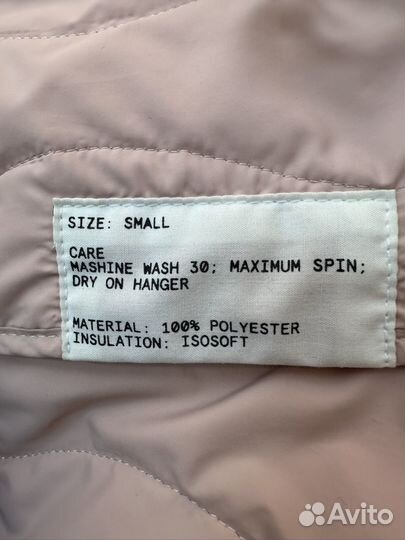 SIZE: SMALL
CARE
MASHINE WASH 30; MAXIMUM SPIN;
DRY ON HANGER
MATERIAL: 100% POLYESTER
INSULATION: ISOSOFT
Avito